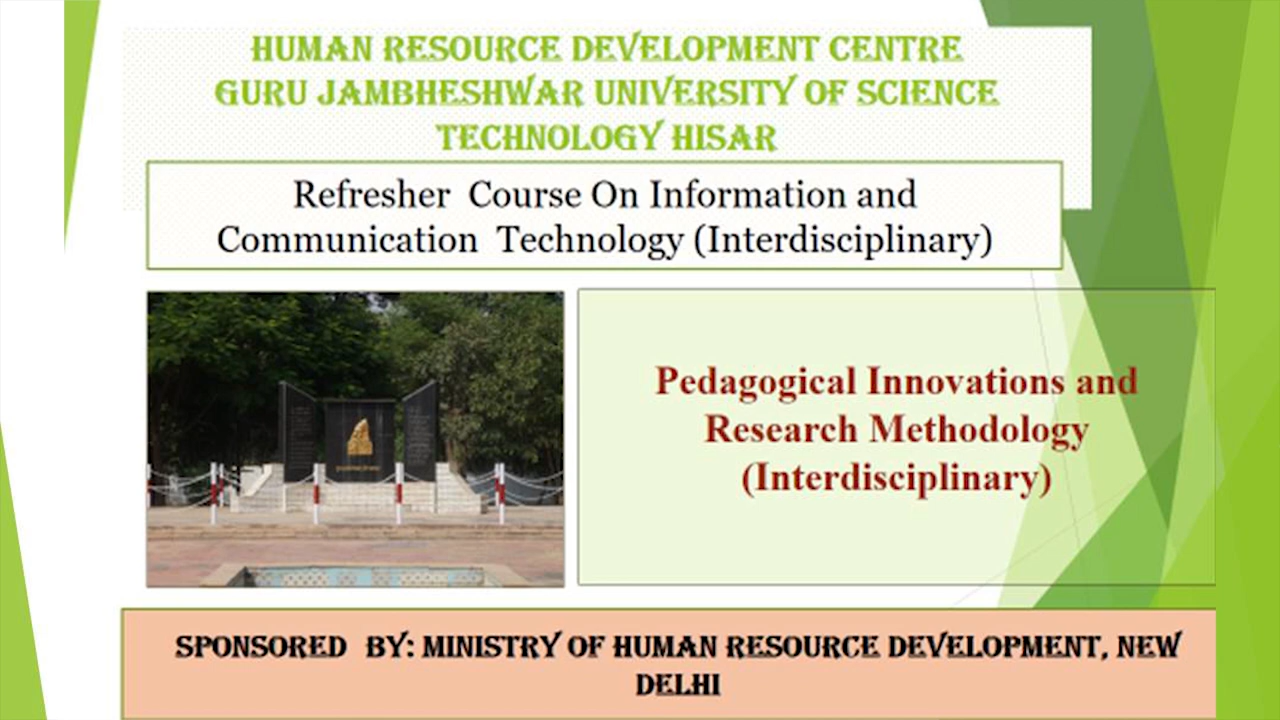 HUMAN RESOURCE DEVELOPMENT CENTRE
GURU JAMBHESHWAR UNIVERSITY OF SCIENCE
TECHNOLOGY HISAR
Refresher Course On Information and
Communication Technology (Interdisciplinary)
Pedagogical Innovations and
Research Methodology
(Interdisciplinary)
SPONSORED BY: MINISTRY OF HUMAN RESOURCE DEVELOPMENT, NEW
DELHI